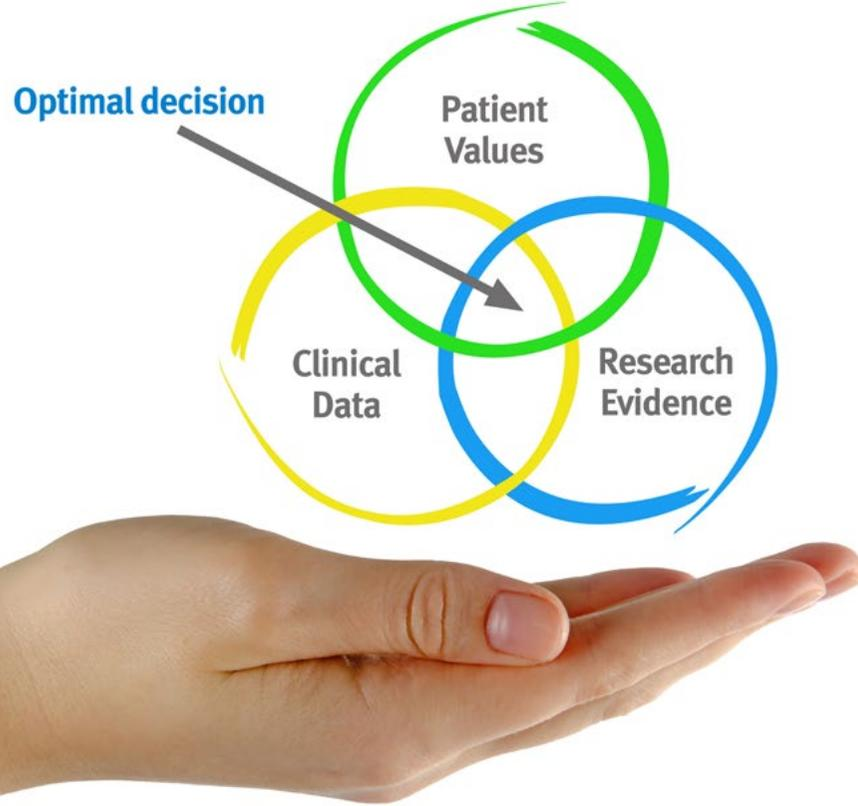 Optimal decision
Patient
Values
Clinical
Data
Research
Evidence